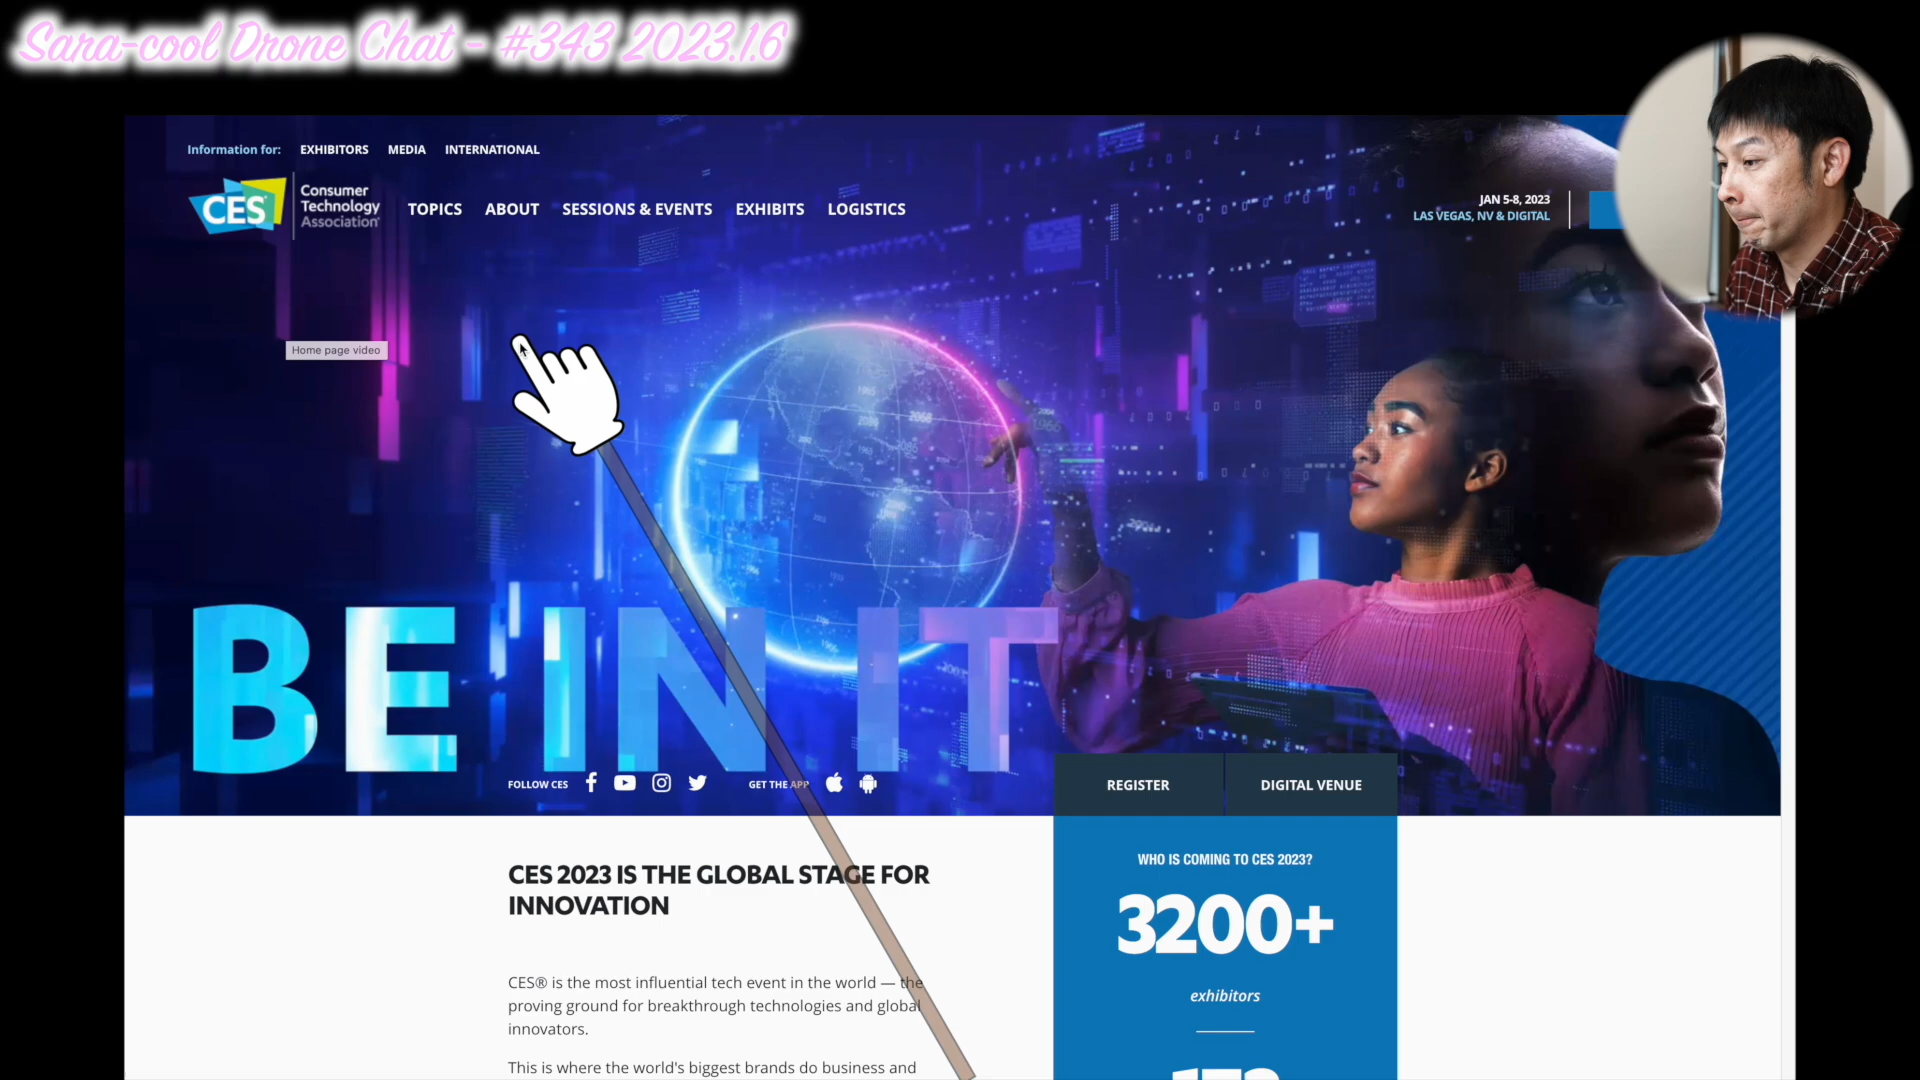 Sara-cool Drone Chat - #343 2023.1.6
Information for: EXHIBITORS MEDIA INTERNATIONAL
CES
Consumer
Technology
Association
TOPICS ABOUT SESSIONS & EVENTS EXHIBITS LOGISTICS
JAN 5-8, 2023
LAS VEGAS, NV & DIGITAL
Home page video
BE IN IT
FOLLOW CES
GET THE APP
REGISTER
DIGITAL VENUE
CES 2023 IS THE GLOBAL STAGE FOR
INNOVATION
CES® is the most influential tech event in the world — the
proving ground for breakthrough technologies and global
innovators.
This is where the world's biggest brands do business and
WHO IS COMING TO CES 2023?
3200+
exhibitors